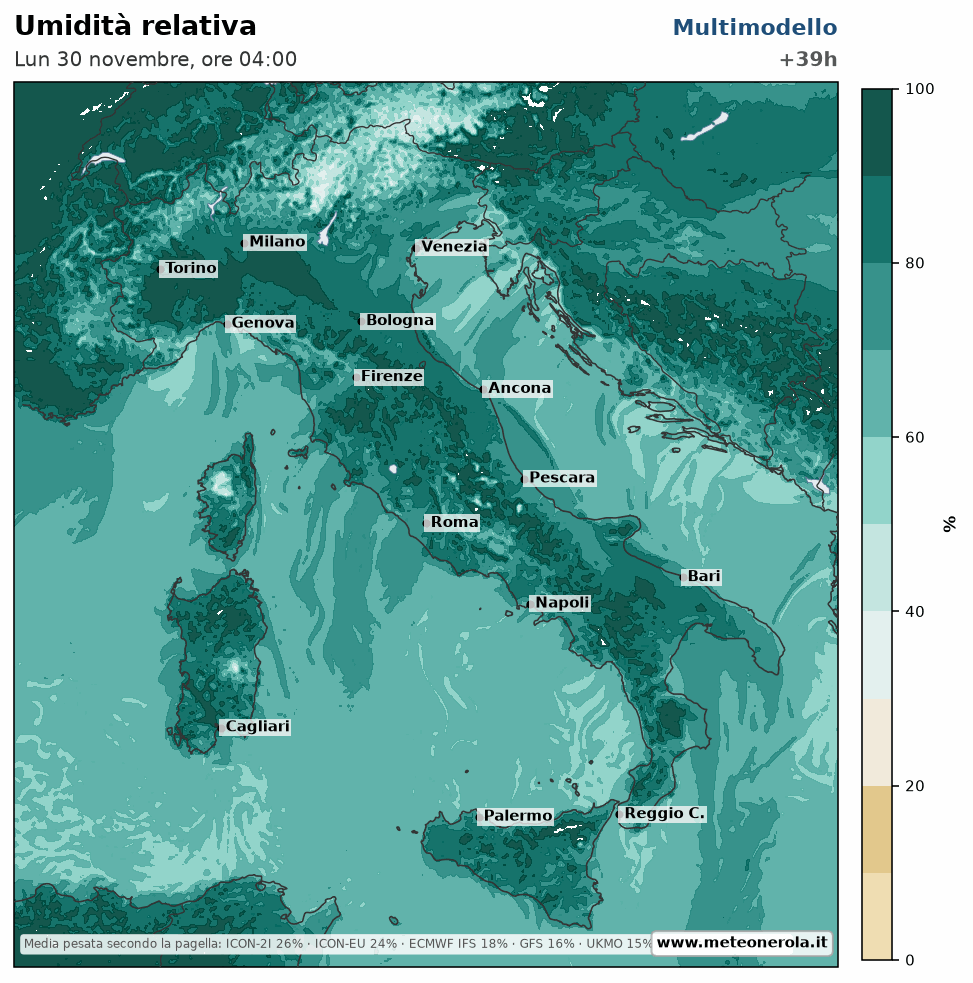 Umidità relativa
Multimodello
Lun 30 novembre, ore 04:00
+39h
100
80
60
40
20
0
%
Milano
Venezia
Torino
Genova
Bologna
Firenze
Ancona
Pescara
Roma
Bari
Napoli
Cagliari
Palermo
Reggio C.
Media pesata secondo la pagella: ICON-2I 26% · ICON-EU 24% · ECMWF IFS 18% · GFS 16% · UKMO 15%
www.meteonerola.it